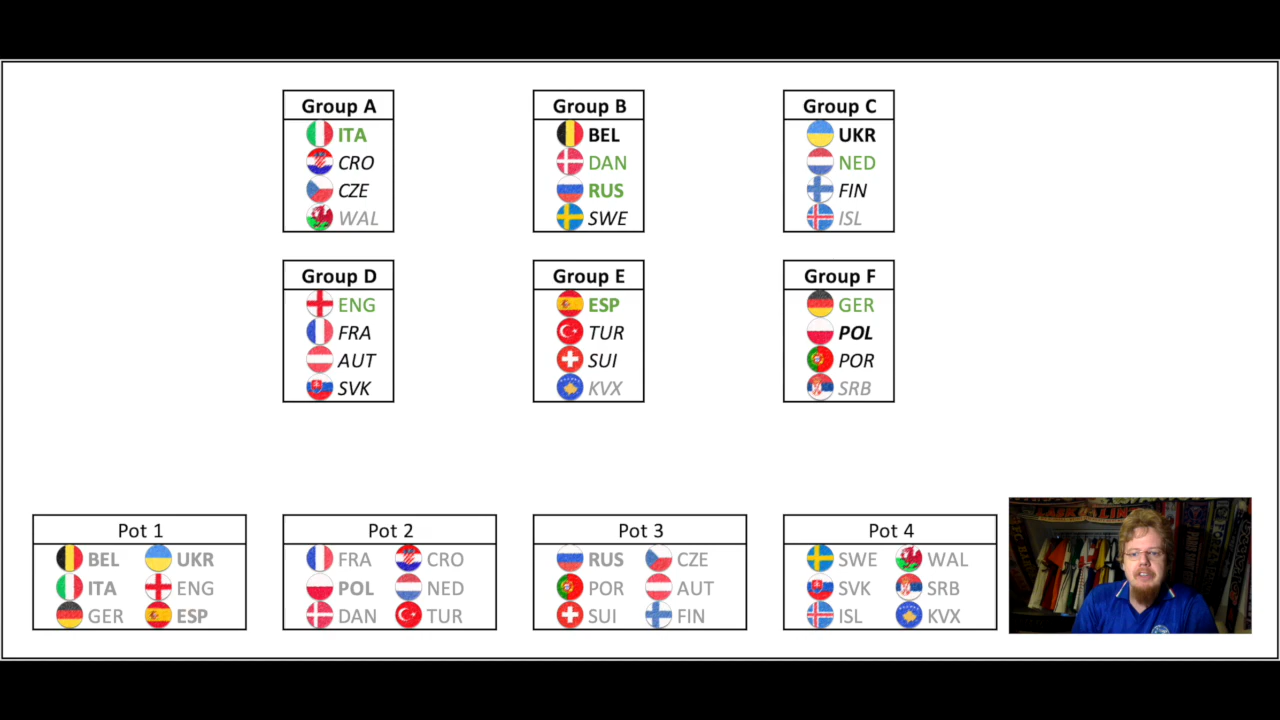 Group A
ITA
CRO
CZE
WAL
Group B
BEL
DAN
RUS
SWE
Group C
UKR
NED
FIN
ISL
Group D
ENG
FRA
AUT
SVK
Group E
ESP
TUR
SUI
KVX
Group F
GER
POL
POR
SRB
Pot 1
BEL UKR
ITA ENG
GER ESP
Pot 2
FRA CRO
POL NED
DAN TUR
Pot 3
RUS CZE
POR AUT
SUI FIN
Pot 4
SWE WAL
SVK SRB
ISL KVX